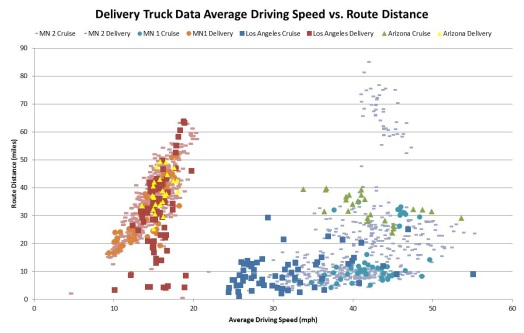 Delivery Truck Data Average Driving Speed vs. Route Distance
MN 2 Cruise MN 2 Delivery MN 1 Cruise MN1 Delivery Los Angeles Cruise Los Angeles Delivery Arizona Cruise Arizona Delivery
90
80
70
60
50
40
30
20
10
0
Route Distance (miles)
0 10 20 30 40 50 60
Average Driving Speed (mph)